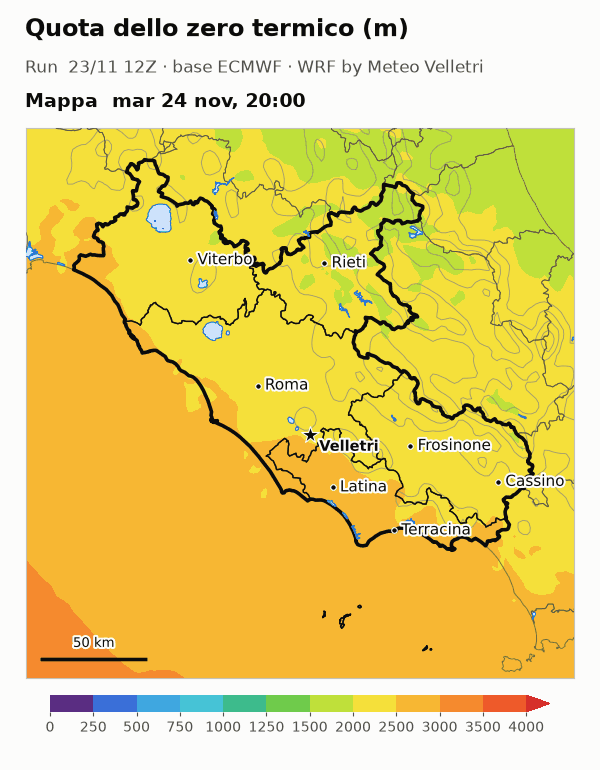 Quota dello zero termico (m)
Run  23/11 12Z · base ECMWF · WRF by Meteo Velletri
Mappa  mar 24 nov, 20:00
Viterbo
Rieti
Roma
Velletri
Frosinone
Cassino
Latina
Terracina
50 km
0 250 500 750 1000 1250 1500 2000 2500 3000 3500 4000